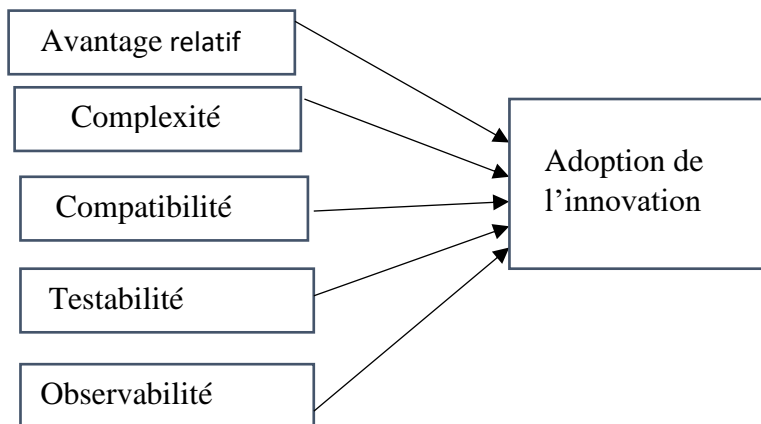 Avantage relatif
Complexité
Compatibilité
Testabilité
Observabilité
Adoption de
l’innovation